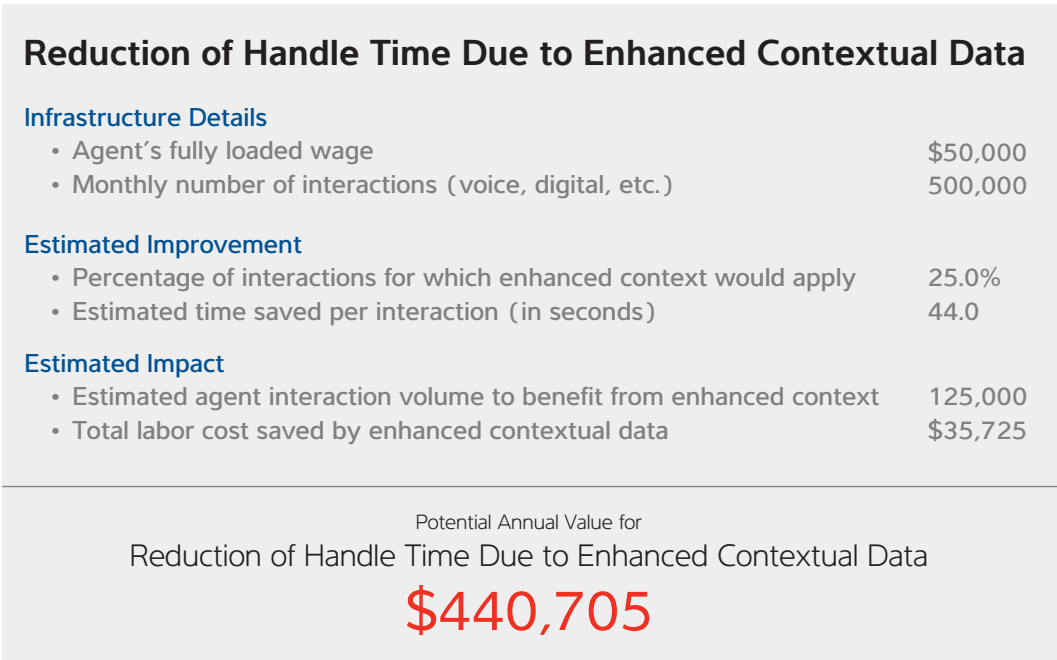 Reduction of Handle Time Due to Enhanced Contextual Data
Infrastructure Details
• Agent's fully loaded wage $50,000
• Monthly number of interactions (voice, digital, etc.) 500,000
Estimated Improvement
• Percentage of interactions for which enhanced context would apply 25.0%
• Estimated time saved per interaction (in seconds) 44.0
Estimated Impact
• Estimated agent interaction volume to benefit from enhanced context 125,000
• Total labor cost saved by enhanced contextual data $35,725
Potential Annual Value for
Reduction of Handle Time Due to Enhanced Contextual Data
$440,705